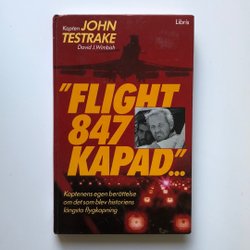 Libris
Kapten JOHN
TESTRAKE
David J. Wimbish
"FLIGHT
847
KAPAD"...
Kaptenens egen berättelse
om det som blev historiens
längsta flygkapning